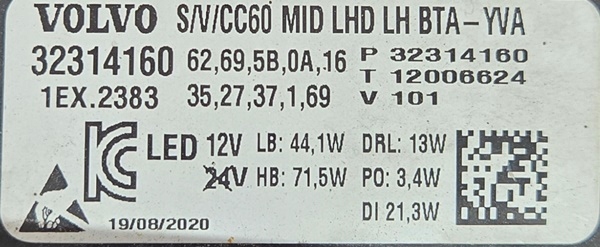 VOLVO S/V/CC60 MID LHD LH BTA-YVA
32314160 62,69,5B,0A,16 P 32314160
T 12006624
1EX.2383 35,27,37,1,69 V 101
LED 12V LB: 44,1W DRL: 13W
24V HB: 71,5W PO: 3,4W
DI 21,3W
19/08/2020